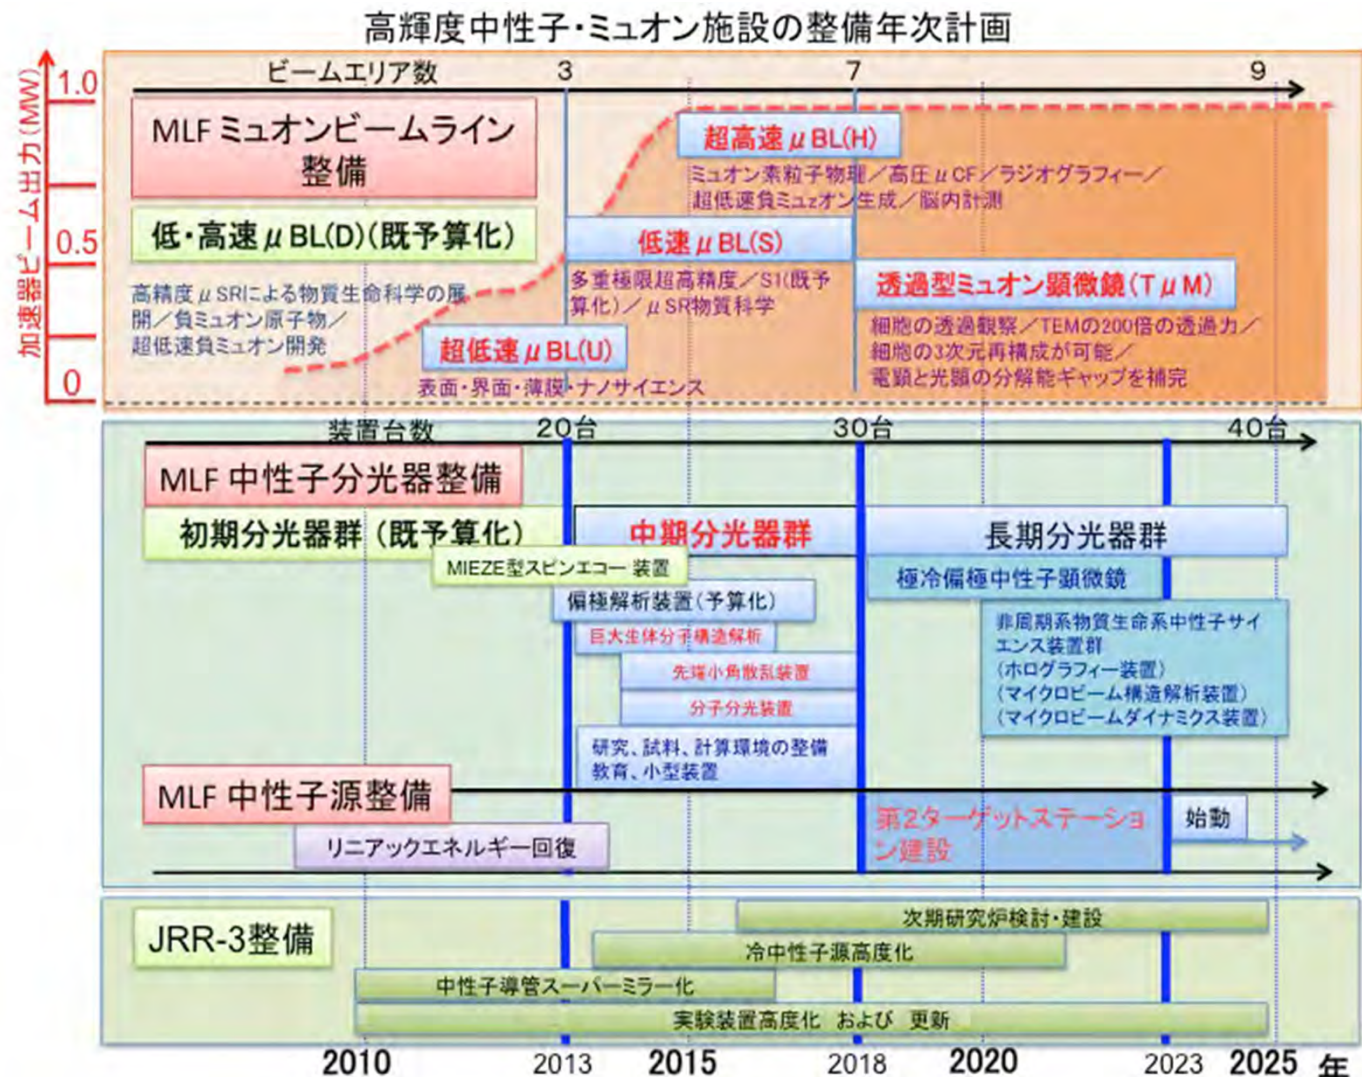 高輝度中性子・ミュオン施設の整備年次計画
加速器ビーム出力(MW)
1.0
0.5
0
ビームエリア数
3
7
9
MLF ミュオンビームライン
整備
超高速μBL(H)
ミュオン素粒子物理／高圧μCF／ラジオグラフィー／
超低速負ミュzオン生成／脳内計測
低・高速μBL(D)(既予算化)
高精度μSRによる物質生命科学の展
開／負ミュオン原子物／
超低速負ミュオン開発
低速μBL(S)
多重極限超高精度／S1(既予
算化)／μSR物質科学
透過型ミュオン顕微鏡(TμM)
細胞の透過観察／TEMの200倍の透過力／
細胞の3次元再構成が可能／
電顕と光顕の分解能ギャップを補完
超低速μBL(U)
表面・界面・薄膜・ナノサイエンス
装置台数
20台
30台
40台
MLF 中性子分光器整備
初期分光器群(既予算化)
中期分光器群
長期分光器群
MIEZE型スピンエコー装置
偏極解析装置(予算化)
巨大生体分子構造解析
先端小角散乱装置
分子分光装置
研究、試料、計算環境の整備
教育、小型装置
極冷偏極中性子顕微鏡
非周期系物質生命系中性子サイ
エンス装置群
(ホログラフィー装置)
(マイクロビーム構造解析装置)
(マイクロビームダイナミクス装置)
MLF 中性子源整備
リニアックエネルギー回復
第2ターゲットステーショ
ン建設
始動
JRR-3整備
次期研究炉検討・建設
冷中性子源高度化
中性子導管スーパーミラー化
実験装置高度化 および 更新
2010
2013
2015
2018
2020
2023
2025
年